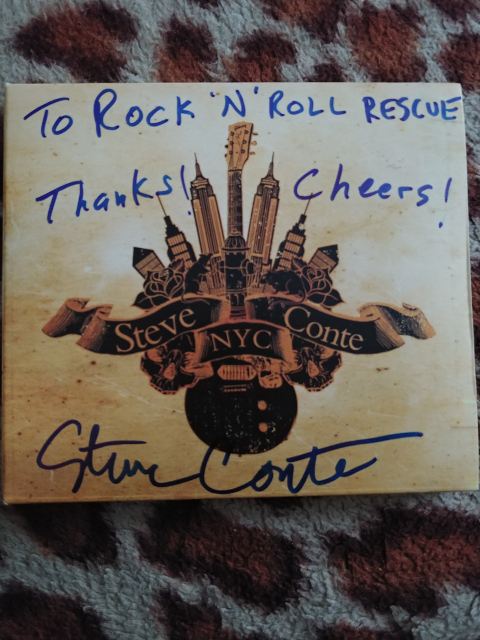 To ROCK 'N' ROLL RESCUE
Thanks! Cheers!
Steve NYC Conte
Steve Conte